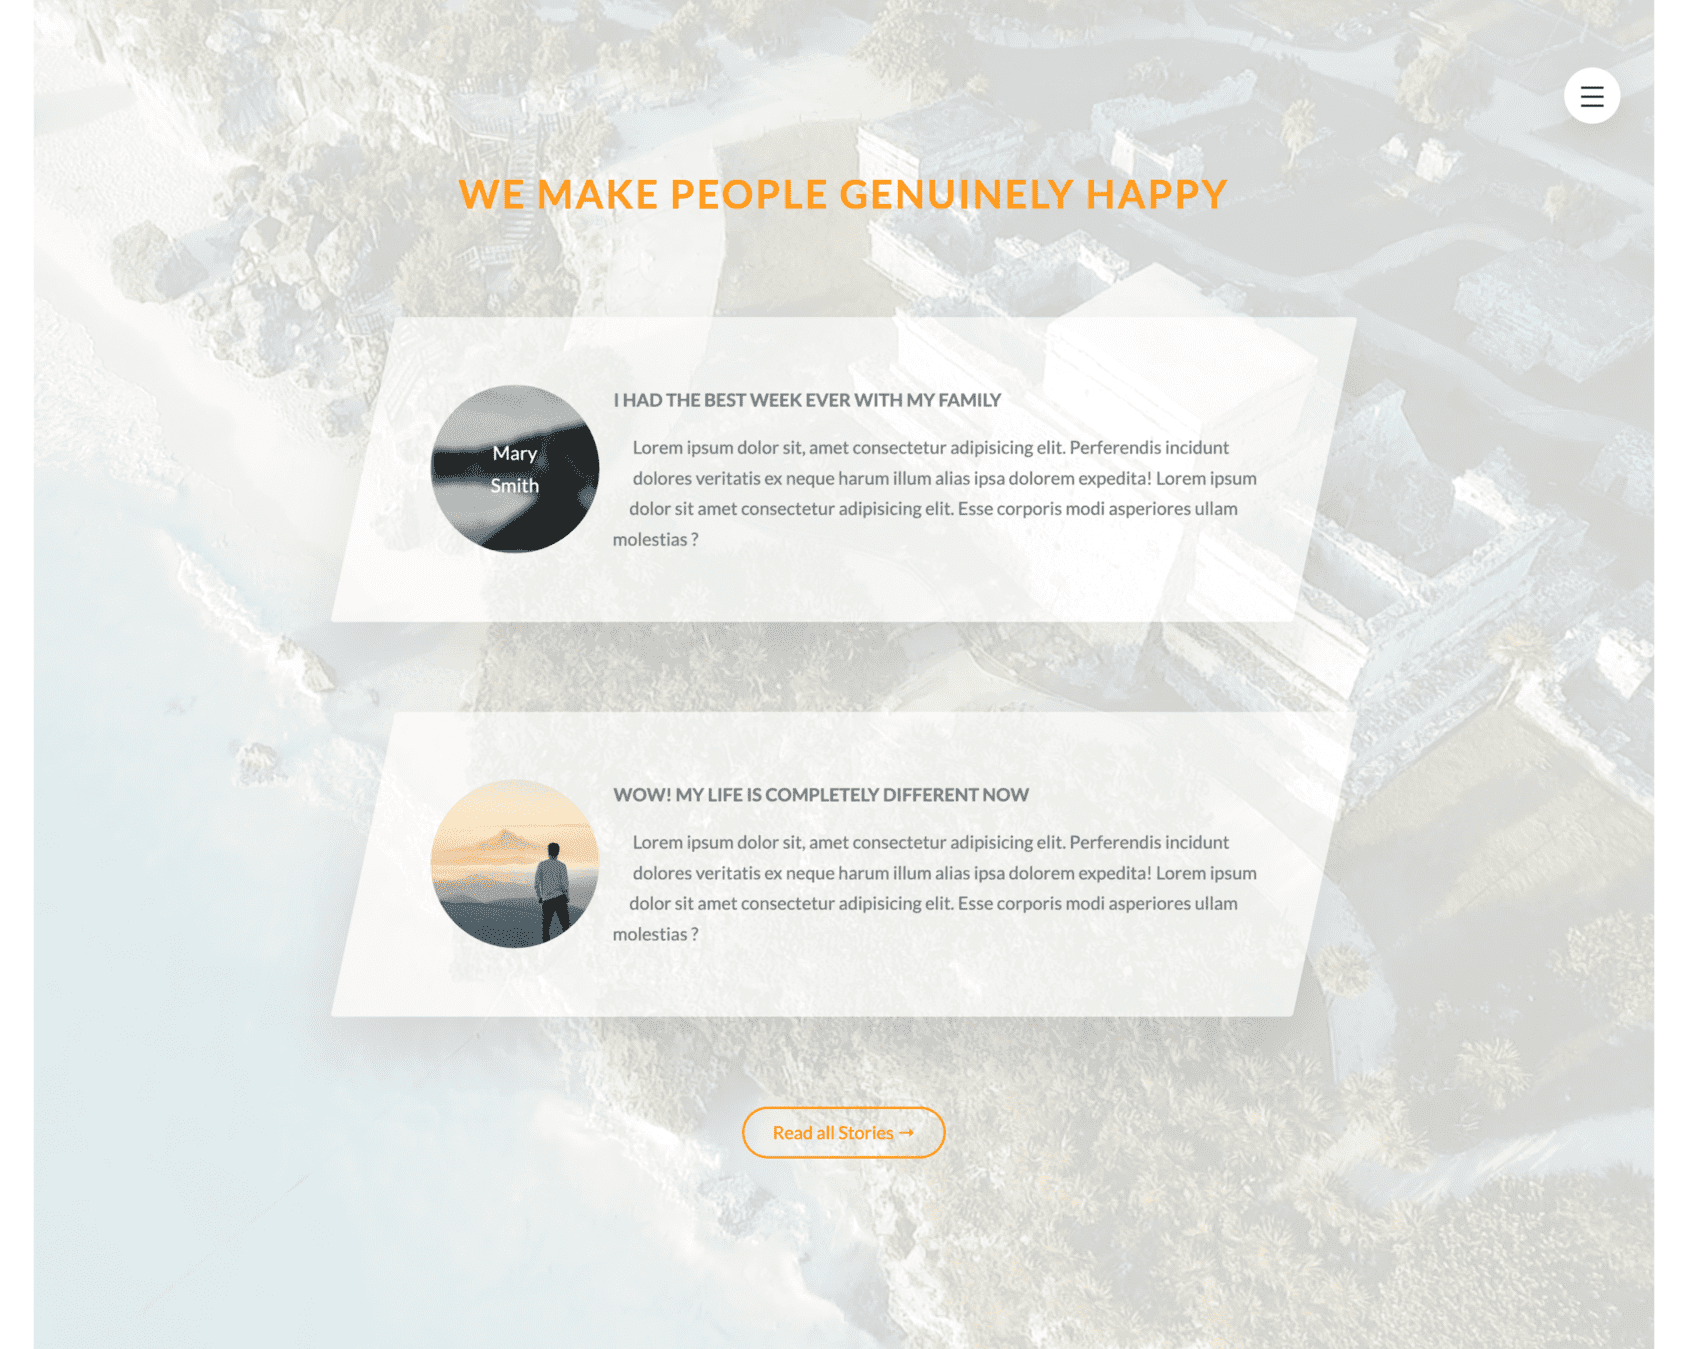 WE MAKE PEOPLE GENUINELY HAPPY
I HAD THE BEST WEEK EVER WITH MY FAMILY
Mary
Smith
Lorem ipsum dolor sit, amet consectetur adipisicing elit. Perferendis incidunt
dolores veritatis ex neque harum illum alias ipsa dolorem expedita! Lorem ipsum
dolor sit amet consectetur adipisicing elit. Esse corporis modi asperiores ullam
molestias ?
WOW! MY LIFE IS COMPLETELY DIFFERENT NOW
Lorem ipsum dolor sit, amet consectetur adipisicing elit. Perferendis incidunt
dolores veritatis ex neque harum illum alias ipsa dolorem expedita! Lorem ipsum
dolor sit amet consectetur adipisicing elit. Esse corporis modi asperiores ullam
molestias ?
Read all Stories →